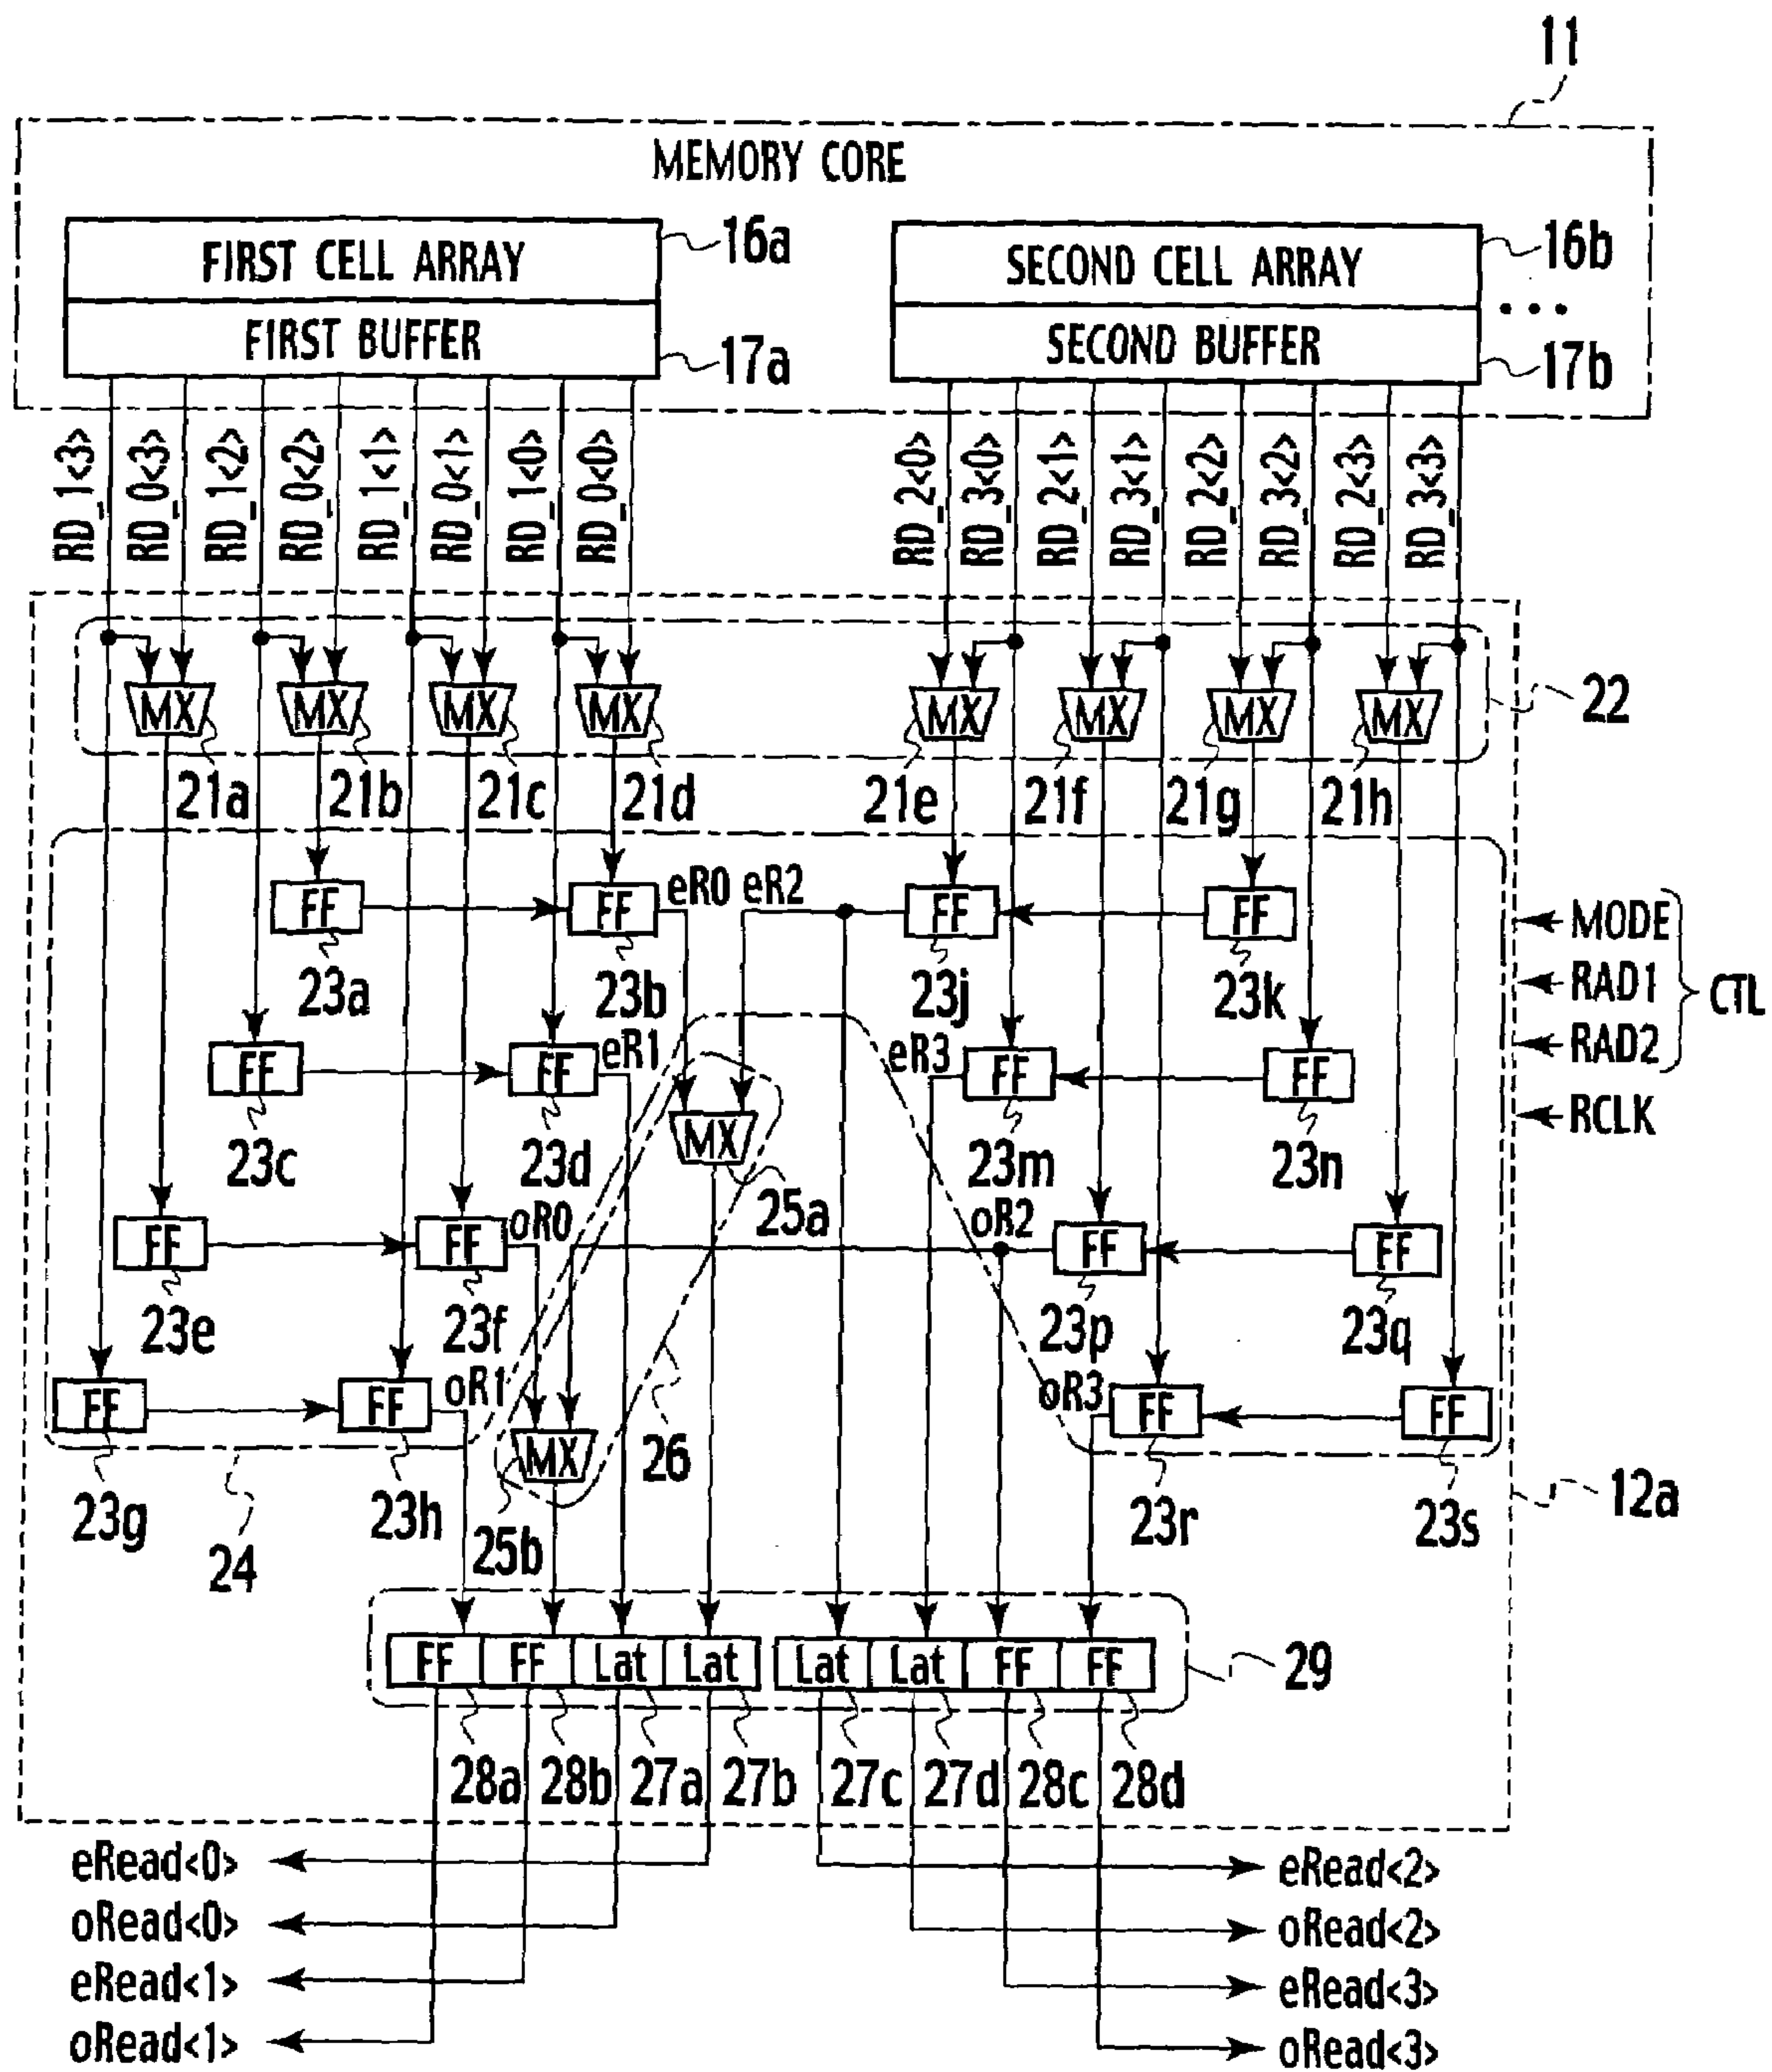 11
MEMORY CORE
FIRST CELL ARRAY
16a
SECOND CELL ARRAY
16b
FIRST BUFFER
17a
SECOND BUFFER
17b
...
RD_1<3>
RD_0<3>
RD_1<2>
RD_0<2>
RD_1<1>
RD_0<1>
RD_1<0>
RD_0<0>
RD_2<0>
RD_3<0>
RD_2<1>
RD_3<1>
RD_2<2>
RD_3<2>
RD_2<3>
RD_3<3>
MX MX MX MX MX MX MX MX
22
21a 21b 21c 21d 21e 21f 21g 21h
FF FF eR0 eR2 FF FF
23a 23b 23j 23k
MODE
RAD1
RAD2
CTL
RCLK
FF FF eR1 eR3 FF FF
23c 23d 23m 23n
MX
25a
FF FF oR0 oR2 FF FF
23e 23f 23p 23q
FF FF oR1 oR3 FF FF
23g 23h 23r 23s
MX
25b
26
24
12a
FF FF Lat Lat Lat Lat FF FF
29
28a 28b 27a 27b 27c 27d 28c 28d
eRead<0>
oRead<0>
eRead<1>
oRead<1>
eRead<2>
oRead<2>
eRead<3>
oRead<3>